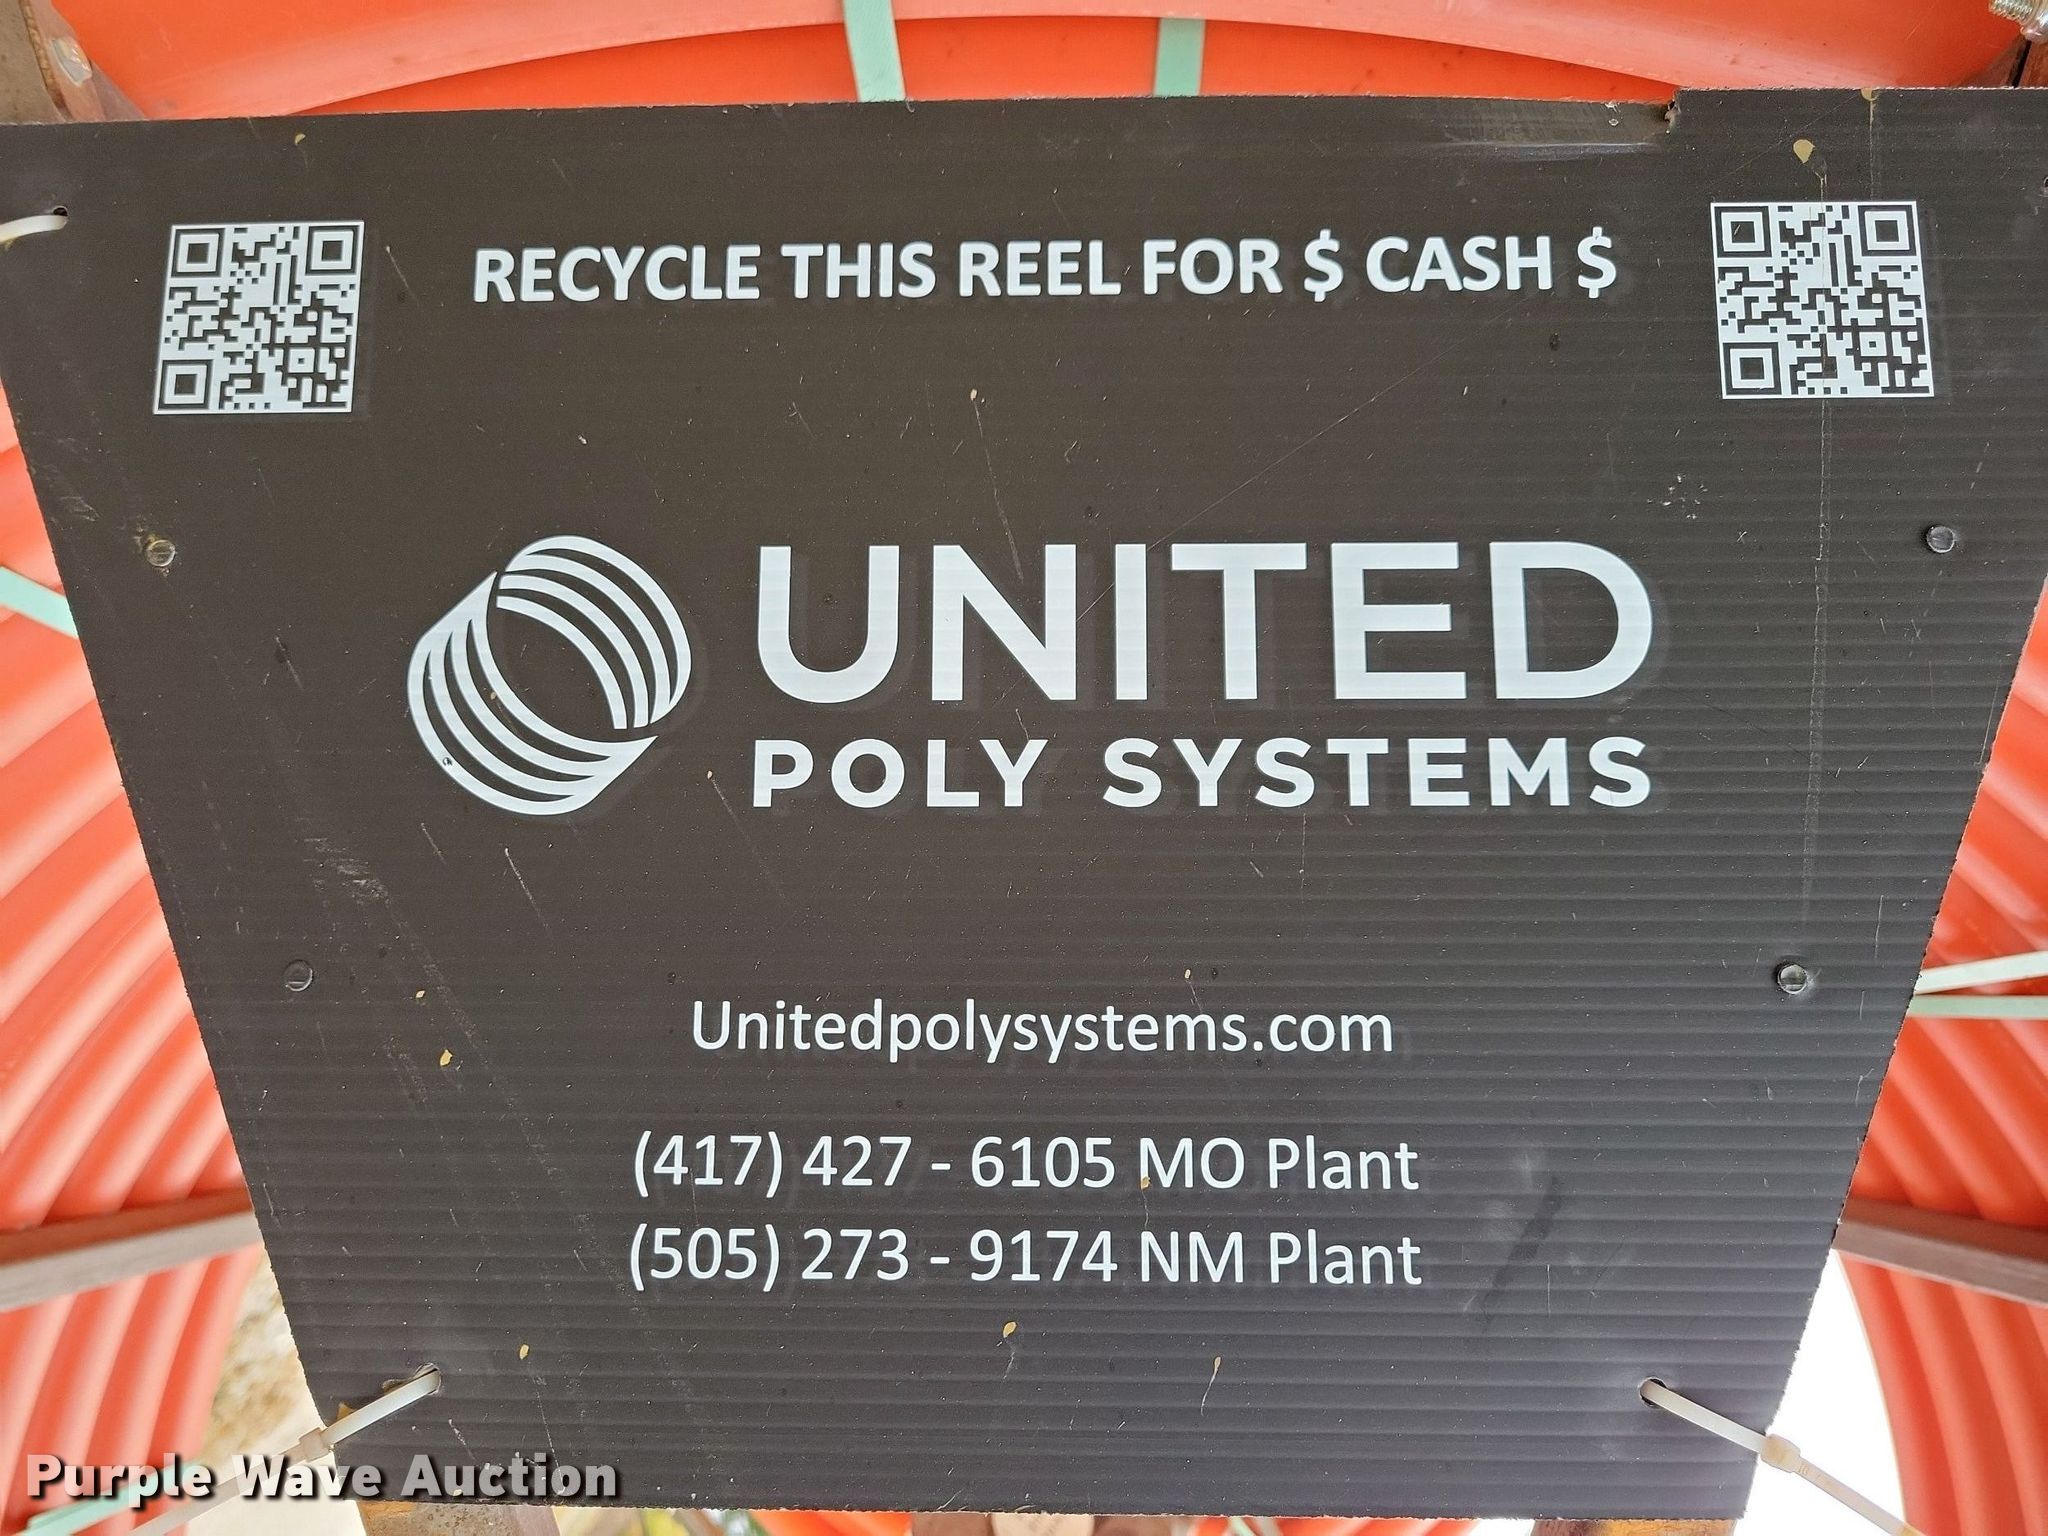 RECYCLE THIS REEL FOR $ CASH $
UNITED
POLY SYSTEMS
Unitedpolysystems.com
(417) 427 - 6105 MO Plant
(505) 273 - 9174 NM Plant
Purple Wave Auction